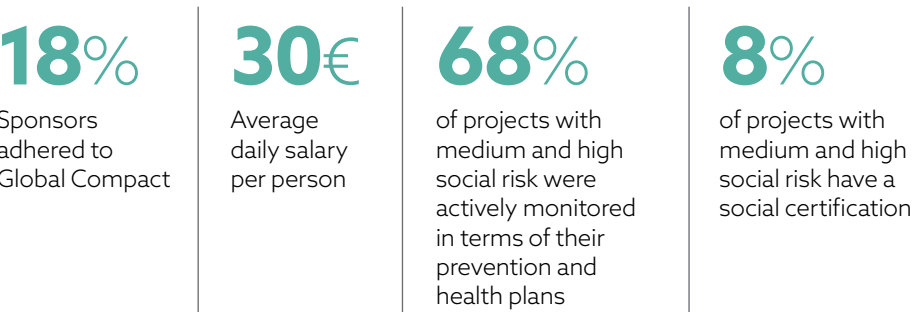 18%
Sponsors
adhered to
Global Compact
30€
Average
daily salary
per person
68%
of projects with
medium and high
social risk were
actively monitored
in terms of their
prevention and
health plans
8%
of projects with
medium and high
social risk have a
social certification